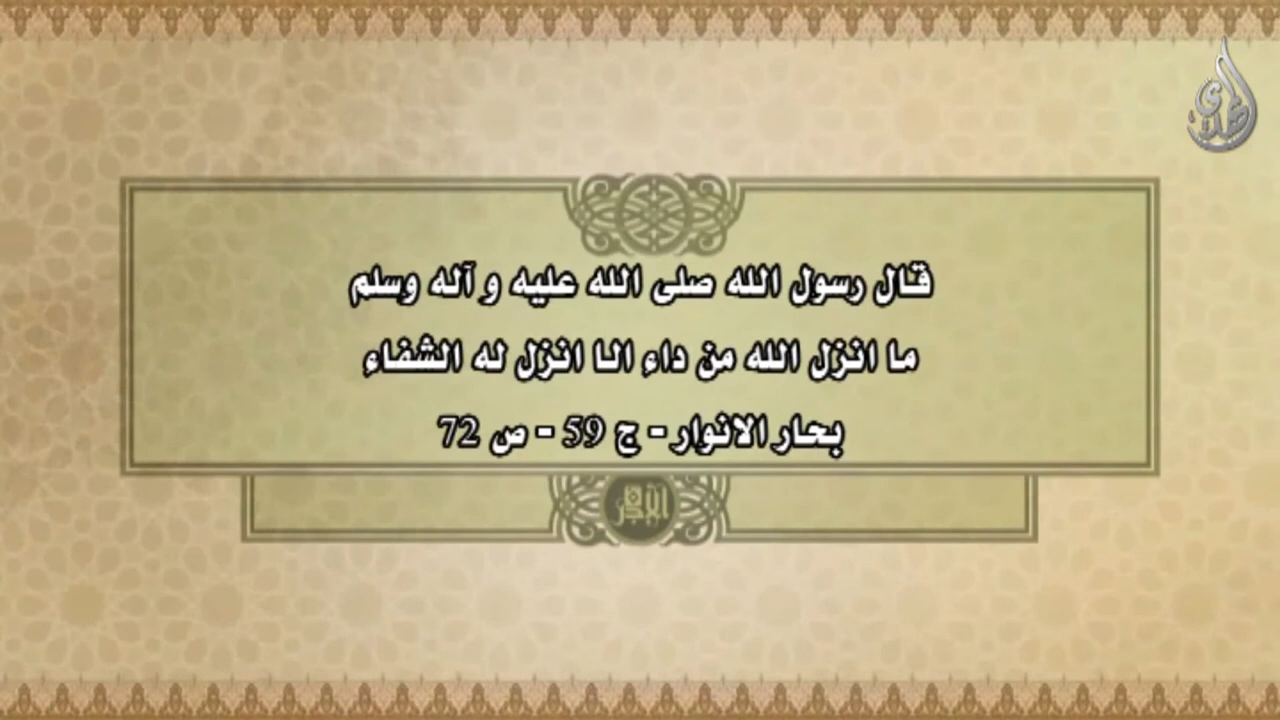 قال رسول الله صلى الله عليه و آله وسلم
ما انزل الله من داء الا انزل له الشفاء
بحار الانوار - ج 59 - ص 72